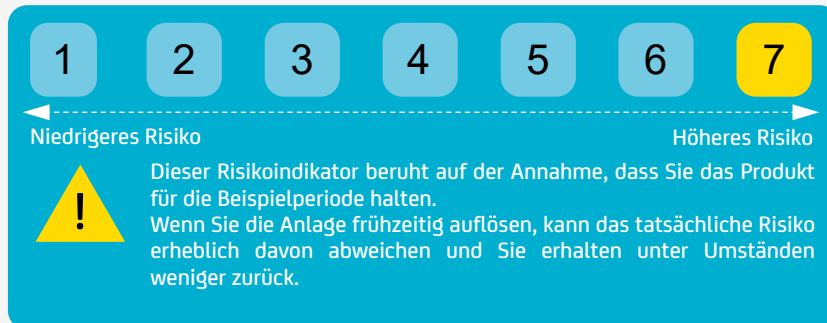 1 2 3 4 5 6 7
Niedrigeres Risiko Höheres Risiko
Dieser Risikoindikator beruht auf der Annahme, dass Sie das Produkt
für die Beispielperiode halten.
Wenn Sie die Anlage frühzeitig auflösen, kann das tatsächliche Risiko
erheblich davon abweichen und Sie erhalten unter Umständen
weniger zurück.
!